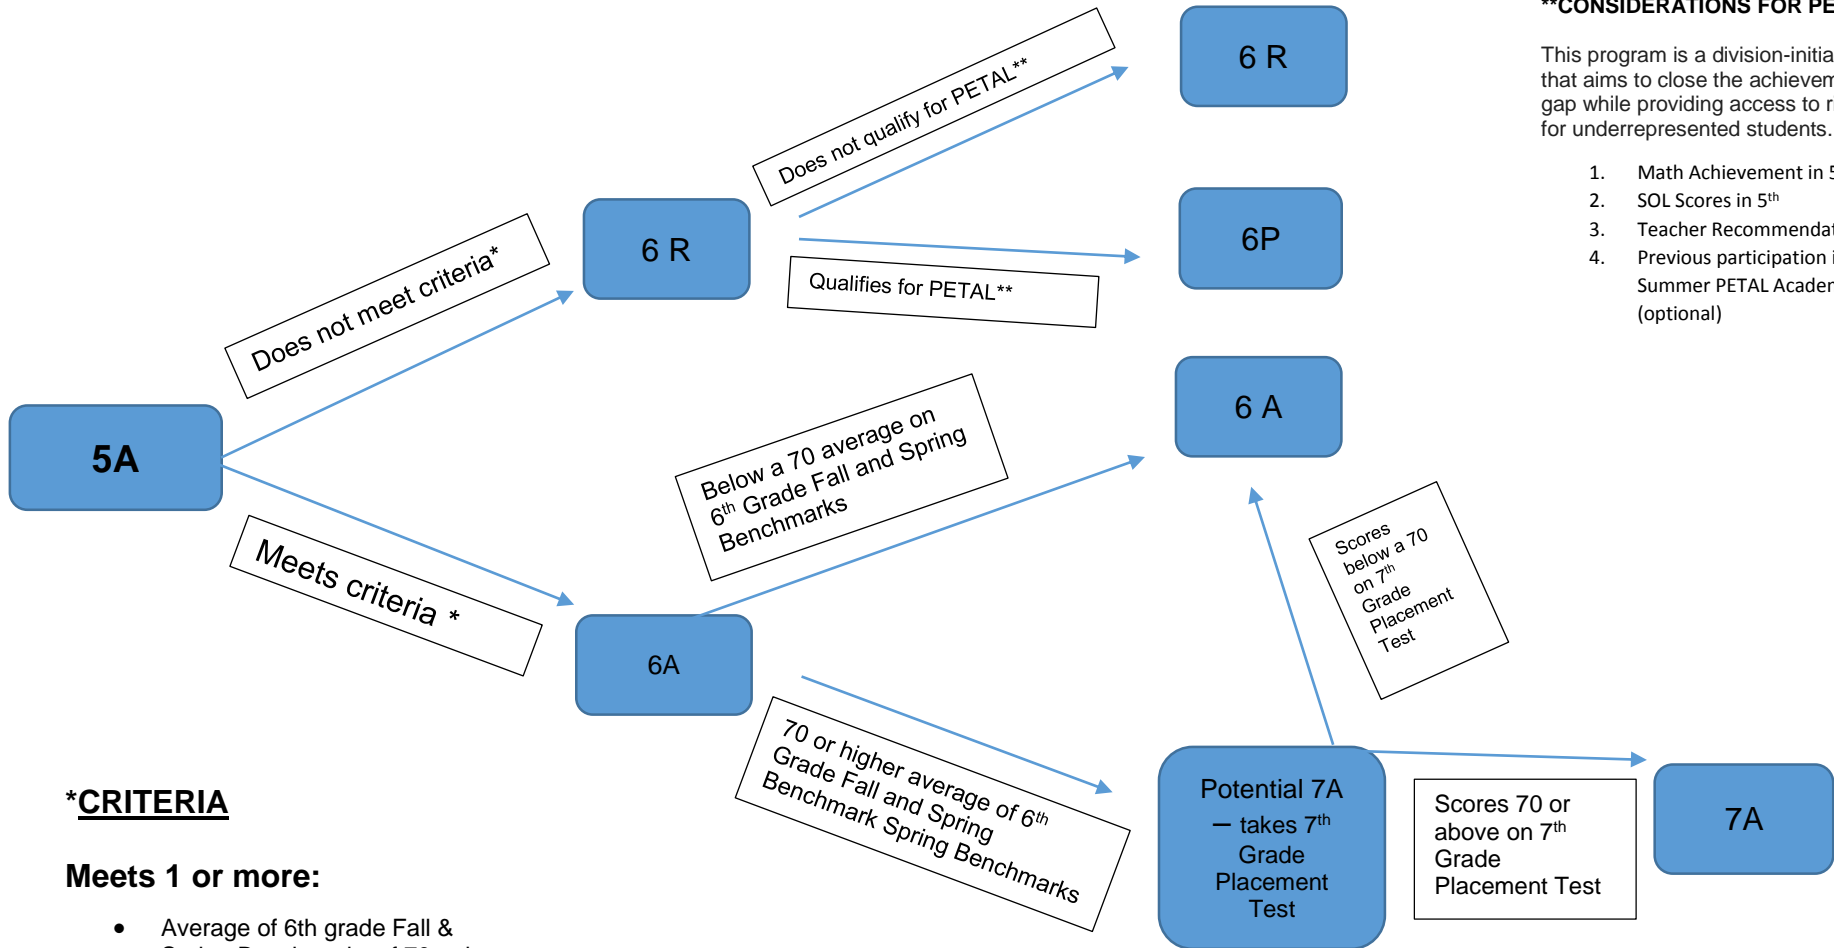 **CONSIDERATIONS FOR PE
This program is a division-initia
that aims to close the achievem
gap while providing access to r
for underrepresented students.
1. Math Achievement in 5
2. SOL Scores in 5th
3. Teacher Recommendat
4. Previous participation i
Summer PETAL Academ
(optional)
6 R
Does not qualify for PETAL**
6 R
6P
Qualifies for PETAL**
Does not meet criteria*
6 A
5A
Below a 70 average on
6th Grade Fall and Spring
Benchmarks
Scores
below a 70
on 7th
Grade
Placement
Test
Meets criteria *
6A
70 or higher average of 6th
Grade Fall and Spring
Benchmark Spring Benchmarks
Potential 7A
– takes 7th
Grade
Placement
Test
Scores 70 or
above on 7th
Grade
Placement Test
7A
*CRITERIA
Meets 1 or more:
• Average of 6th grade Fall &